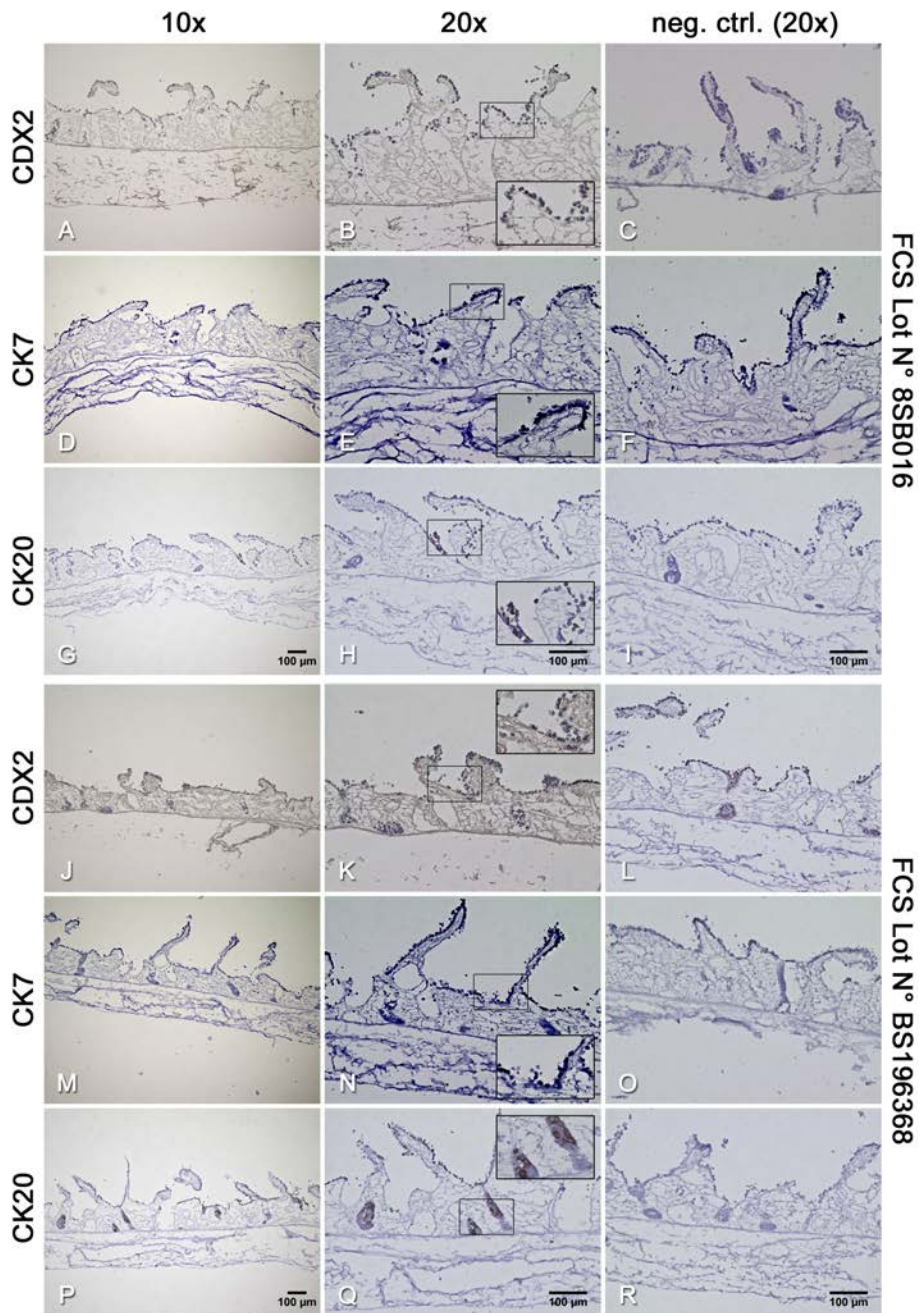 10x 20x neg. ctrl. (20x)
CDX2
A B C
CK7
D E F
CK20
G H I
100 µm 100 µm 100 µm
FCS Lot N° 8SB016
CDX2
J K L
CK7
M N O
CK20
P Q R
100 µm 100 µm 100 µm
FCS Lot N° BS196368